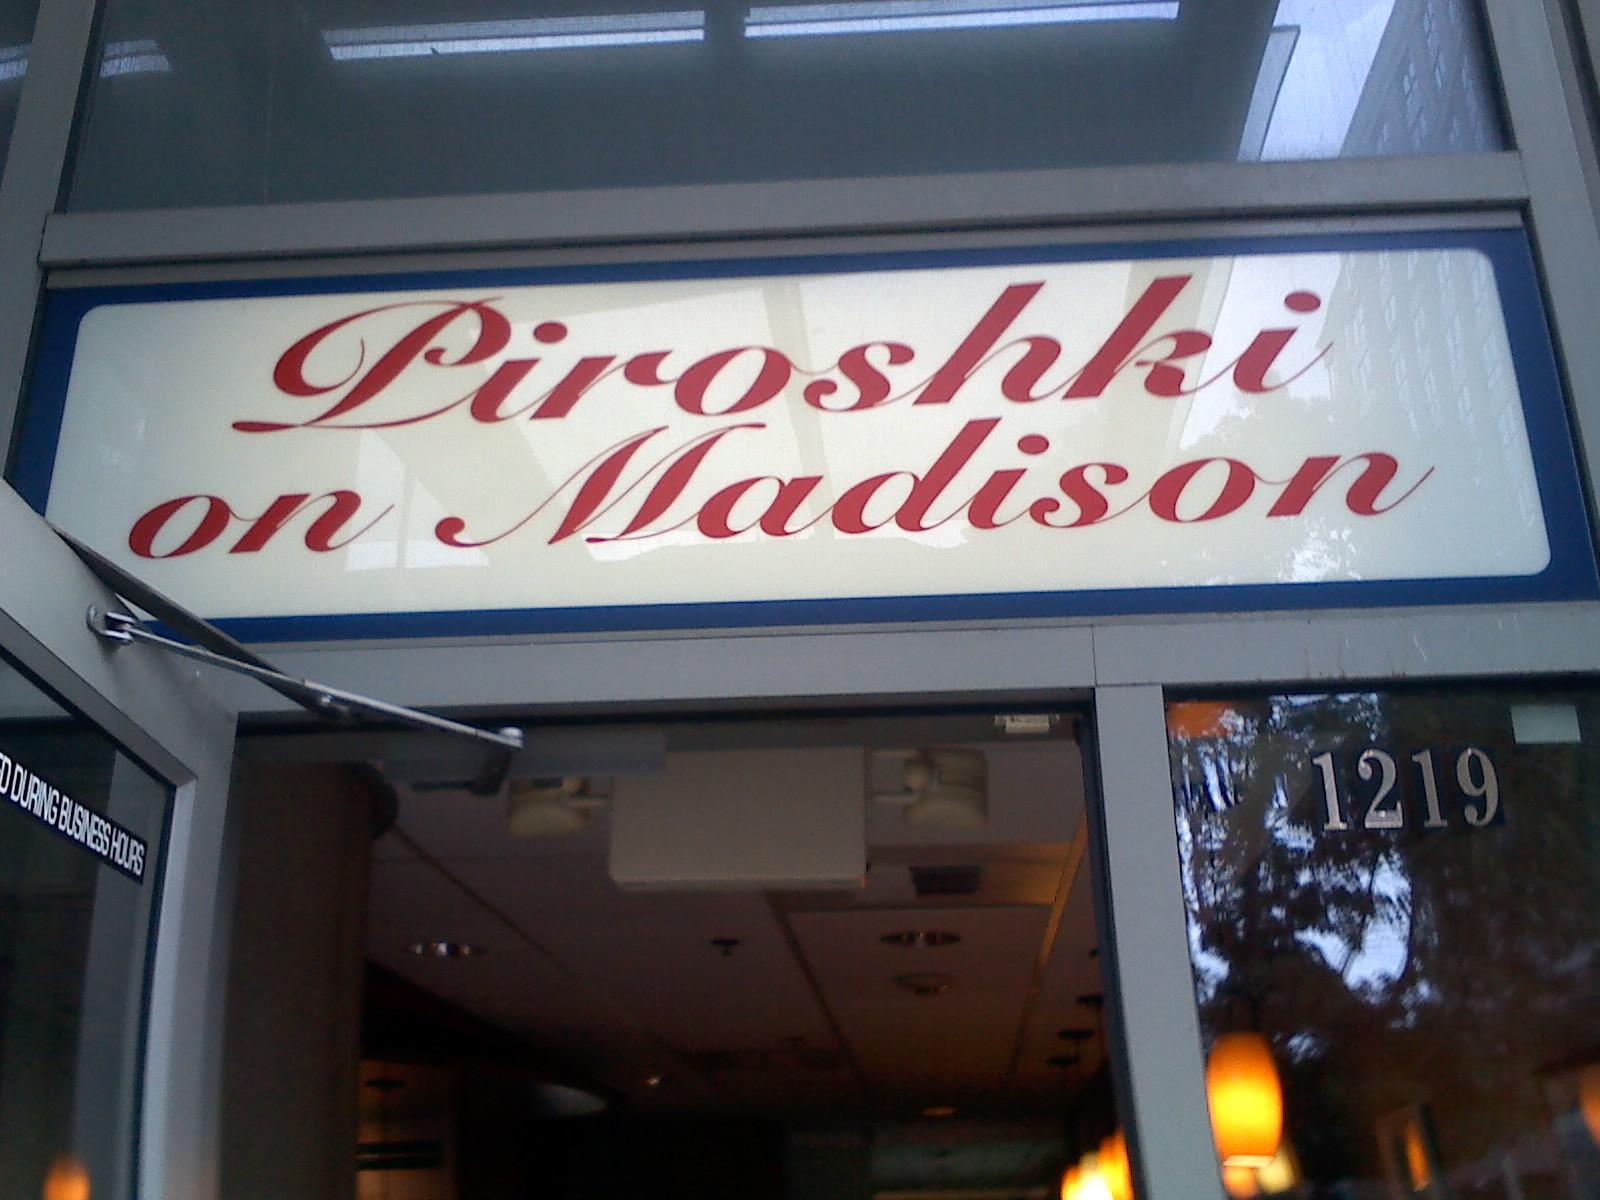 Piroshki
on Madison
1219
DURING BUSINESS HOURS